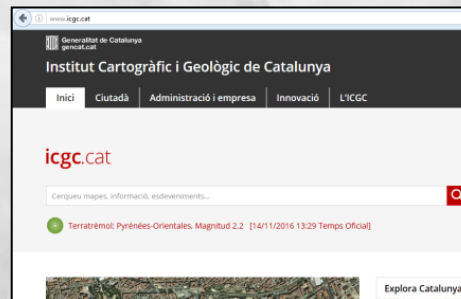 www.icgc.cat
Generalitat de Catalunya
gencat.cat
Institut Cartogràfic i Geològic de Catalunya
Inici Ciutadà Administració i empresa Innovació L'ICGC
icgc.cat
Cerqueu mapes, informació, esdeveniments...
Terratrèmol: Pyrénées-Orientales, Magnitud 2.2 [14/11/2016 13:29 Temps Oficial]
Explora Catalunya